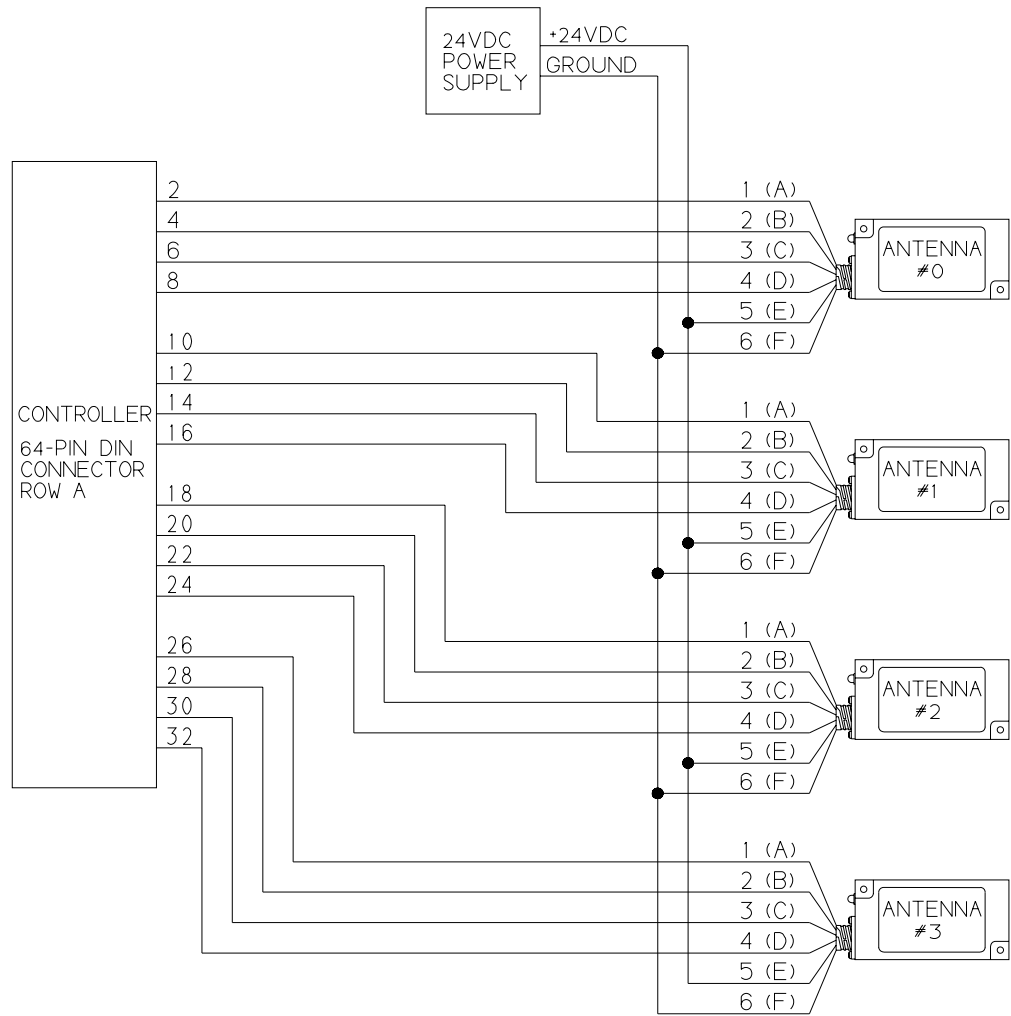 24VDC
POWER
SUPPLY
+24VDC
GROUND
2
4
6
8
10
12
14
16
18
20
22
24
26
28
30
32
CONTROLLER
64-PIN DIN
CONNECTOR
ROW A
1 (A)
2 (B)
3 (C)
4 (D)
5 (E)
6 (F)
ANTENNA
#0
1 (A)
2 (B)
3 (C)
4 (D)
5 (E)
6 (F)
ANTENNA
#1
1 (A)
2 (B)
3 (C)
4 (D)
5 (E)
6 (F)
ANTENNA
#2
1 (A)
2 (B)
3 (C)
4 (D)
5 (E)
6 (F)
ANTENNA
#3